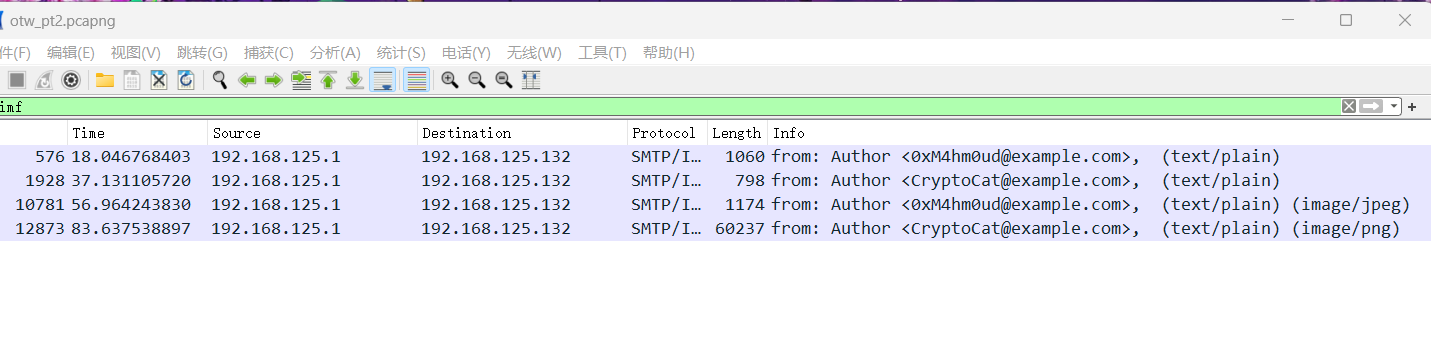 otw_pt2.pcapng
件(F) 编辑(E) 视图(V) 跳转(G) 捕获(C) 分析(A) 统计(S) 电话(Y) 无线(W) 工具(T) 帮助(H)
imf
Time Source Destination Protocol Length Info
576 18.046768403 192.168.125.1 192.168.125.132 SMTP/I… 1060 from: Author <0xM4hm0ud@example.com>, (text/plain)
1928 37.131105720 192.168.125.1 192.168.125.132 SMTP/I… 798 from: Author <CryptoCat@example.com>, (text/plain)
10781 56.964243830 192.168.125.1 192.168.125.132 SMTP/I… 1174 from: Author <0xM4hm0ud@example.com>, (text/plain) (image/jpeg)
12873 83.637538897 192.168.125.1 192.168.125.132 SMTP/I… 60237 from: Author <CryptoCat@example.com>, (text/plain) (image/png)